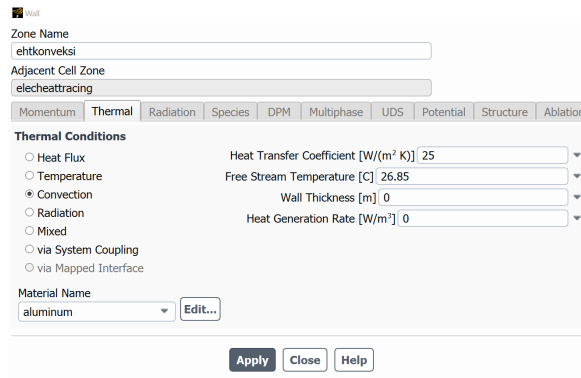 Wall
Zone Name
ehtkonveksi
Adjacent Cell Zone
elecheattracing
Momentum Thermal Radiation Species DPM Multiphase UDS Potential Structure Ablation
Thermal Conditions
Heat Flux
Heat Transfer Coefficient [W/(m² K)] 25
Temperature
Free Stream Temperature [C] 26.85
Convection
Wall Thickness [m] 0
Radiation
Heat Generation Rate [W/m³] 0
Mixed
via System Coupling
via Mapped Interface
Material Name
aluminum Edit...
Apply Close Help